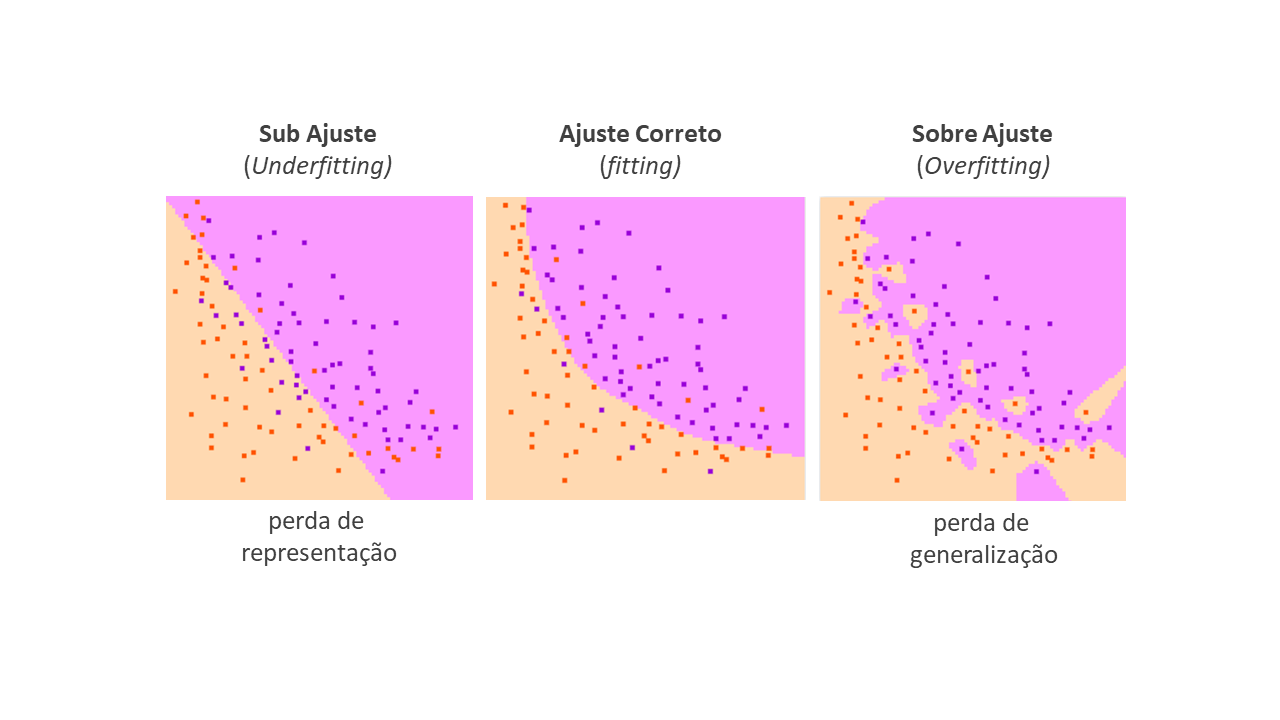 Sub Ajuste
(Underfitting)
Ajuste Correto
(fitting)
Sobre Ajuste
(Overfitting)
perda de
representação
perda de
generalização